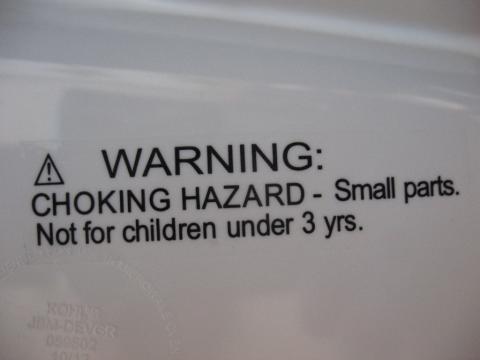 ⚠ WARNING:
CHOKING HAZARD - Small parts.
Not for children under 3 yrs.